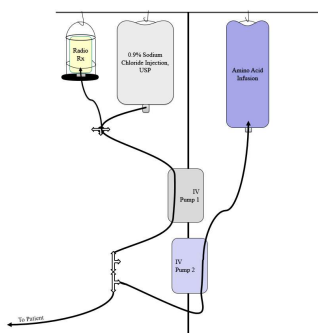 Radio
Rx
0.9% Sodium
Chloride Injection,
USP
Amino Acid
Infusion
IV
Pump 1
IV
Pump 2
To Patient